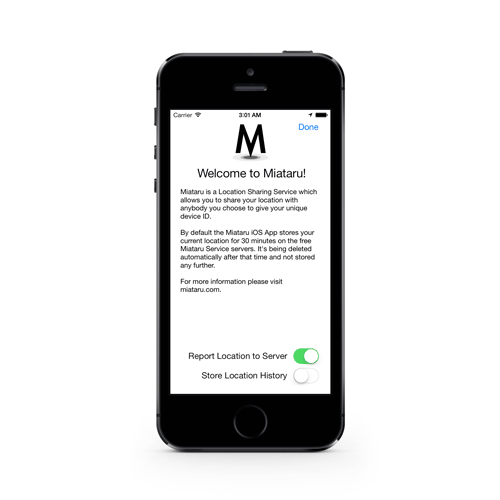 Carrier 3:01 AM
Done
M
Welcome to Miataru!
Miataru is a Location Sharing Service which
allows you to share your location with
anybody you choose to give your unique
device ID.
By default the Miataru iOS App stores your
current location for 30 minutes on the free
Miataru Service servers. It's being deleted
automatically after that time and not stored
any further.
For more information please visit
miataru.com.
Report Location to Server
Store Location History